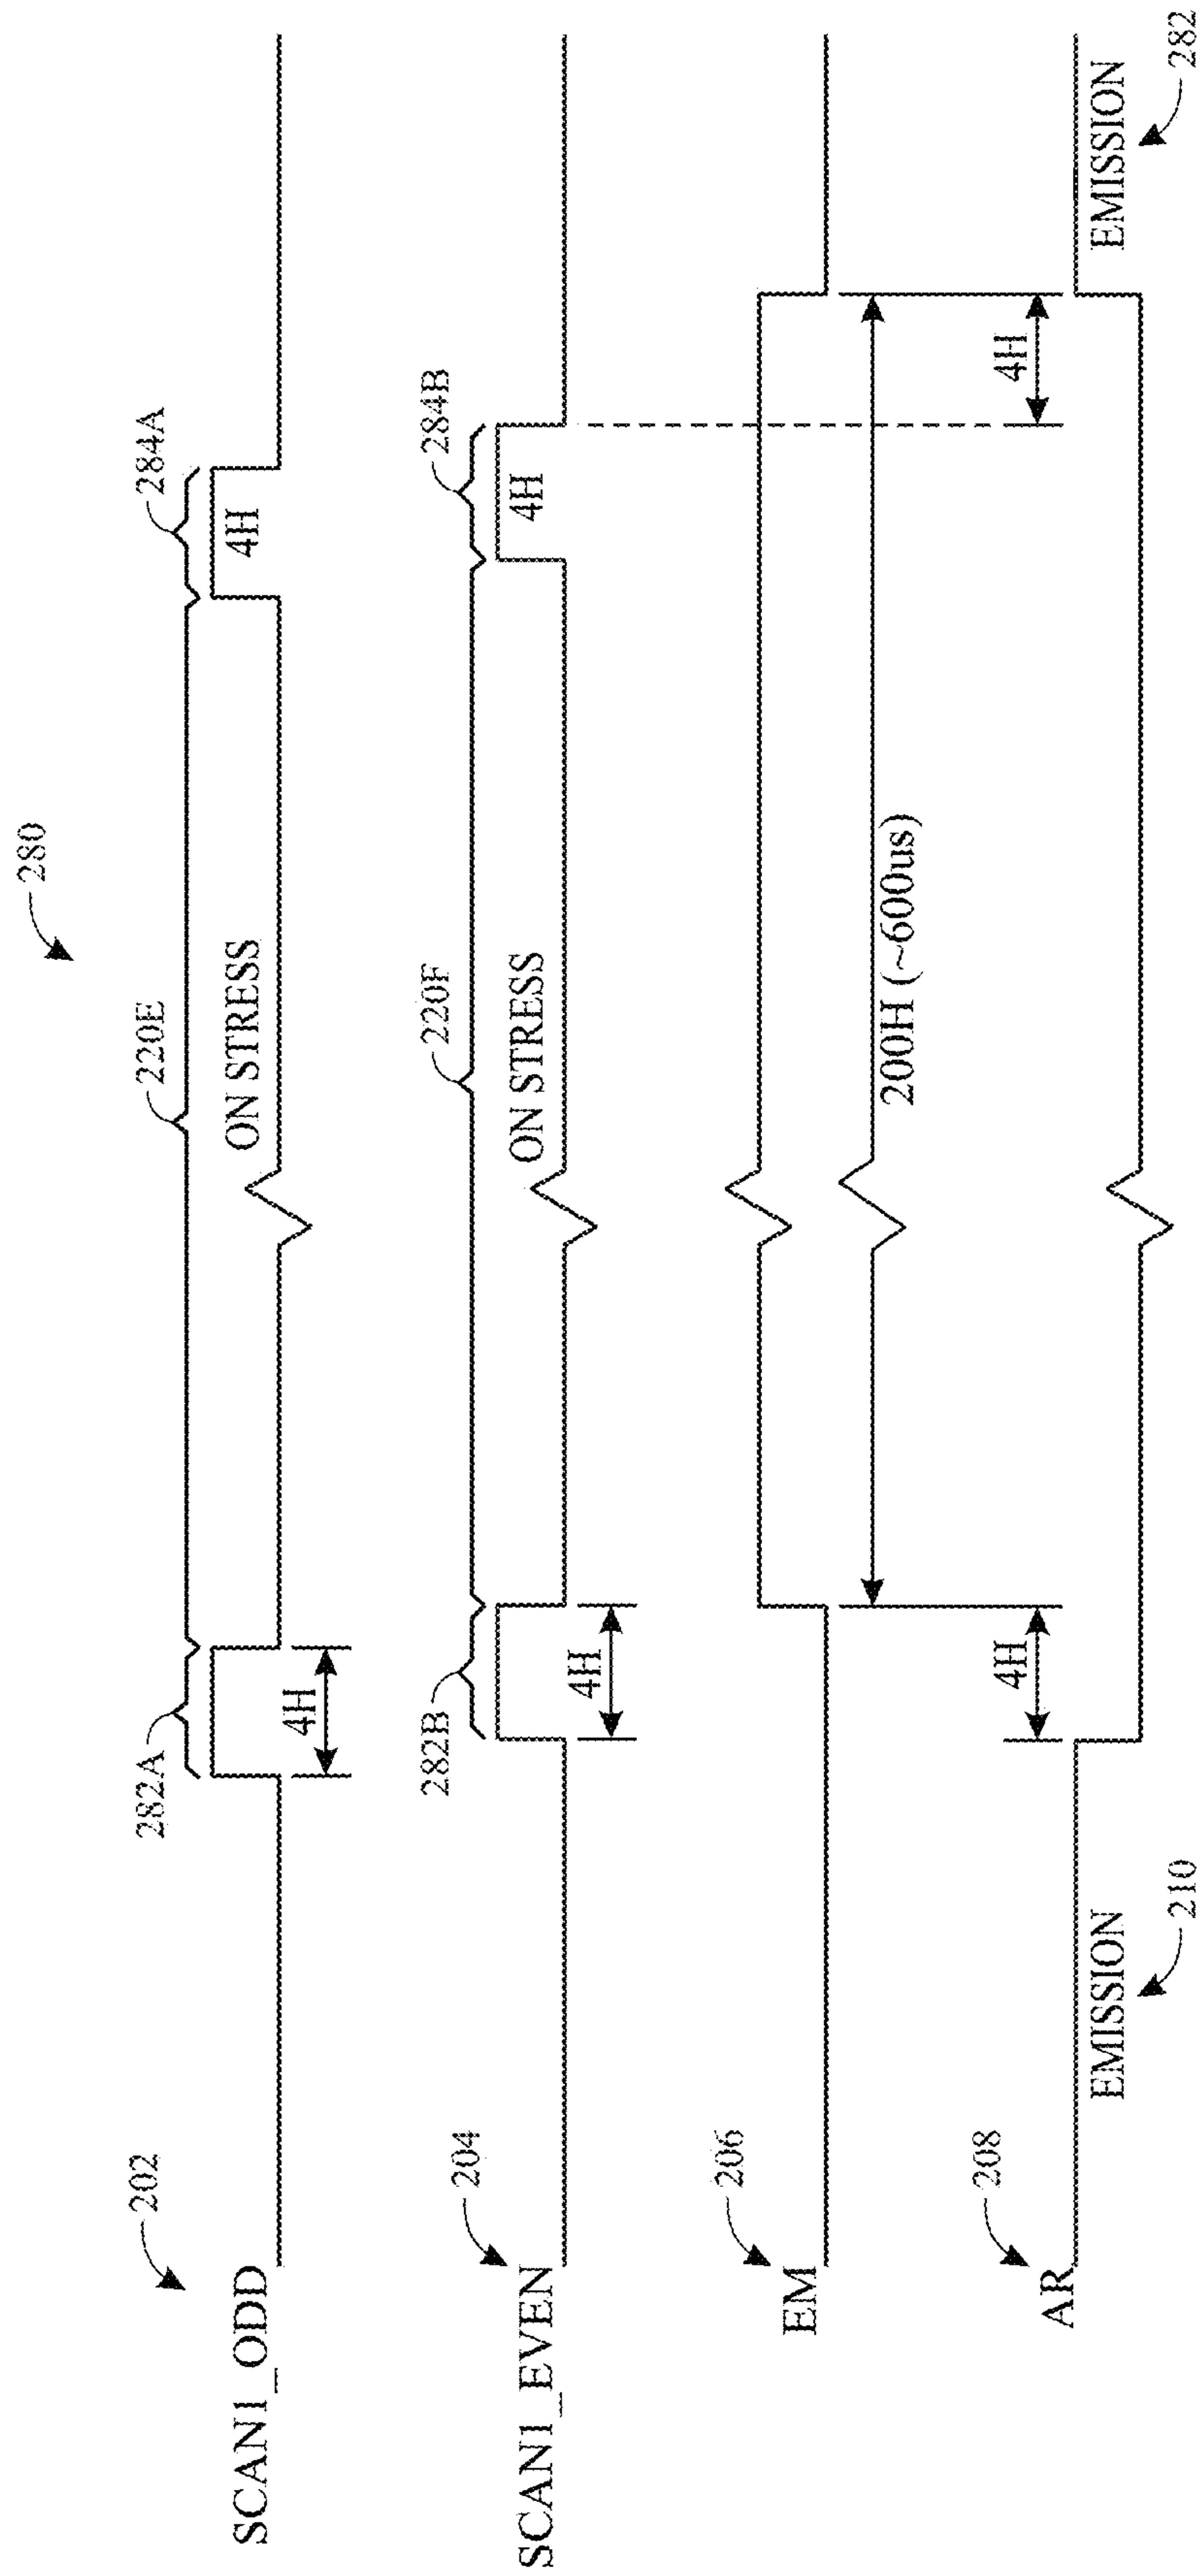 280
202
SCAN1_ODD
282A
4H
220E
ON STRESS
284A
4H
204
SCAN1_EVEN
282B
4H
220F
ON STRESS
284B
4H
206
EM
200H (~600us)
208
AR
EMISSION
210
4H
4H
EMISSION
282